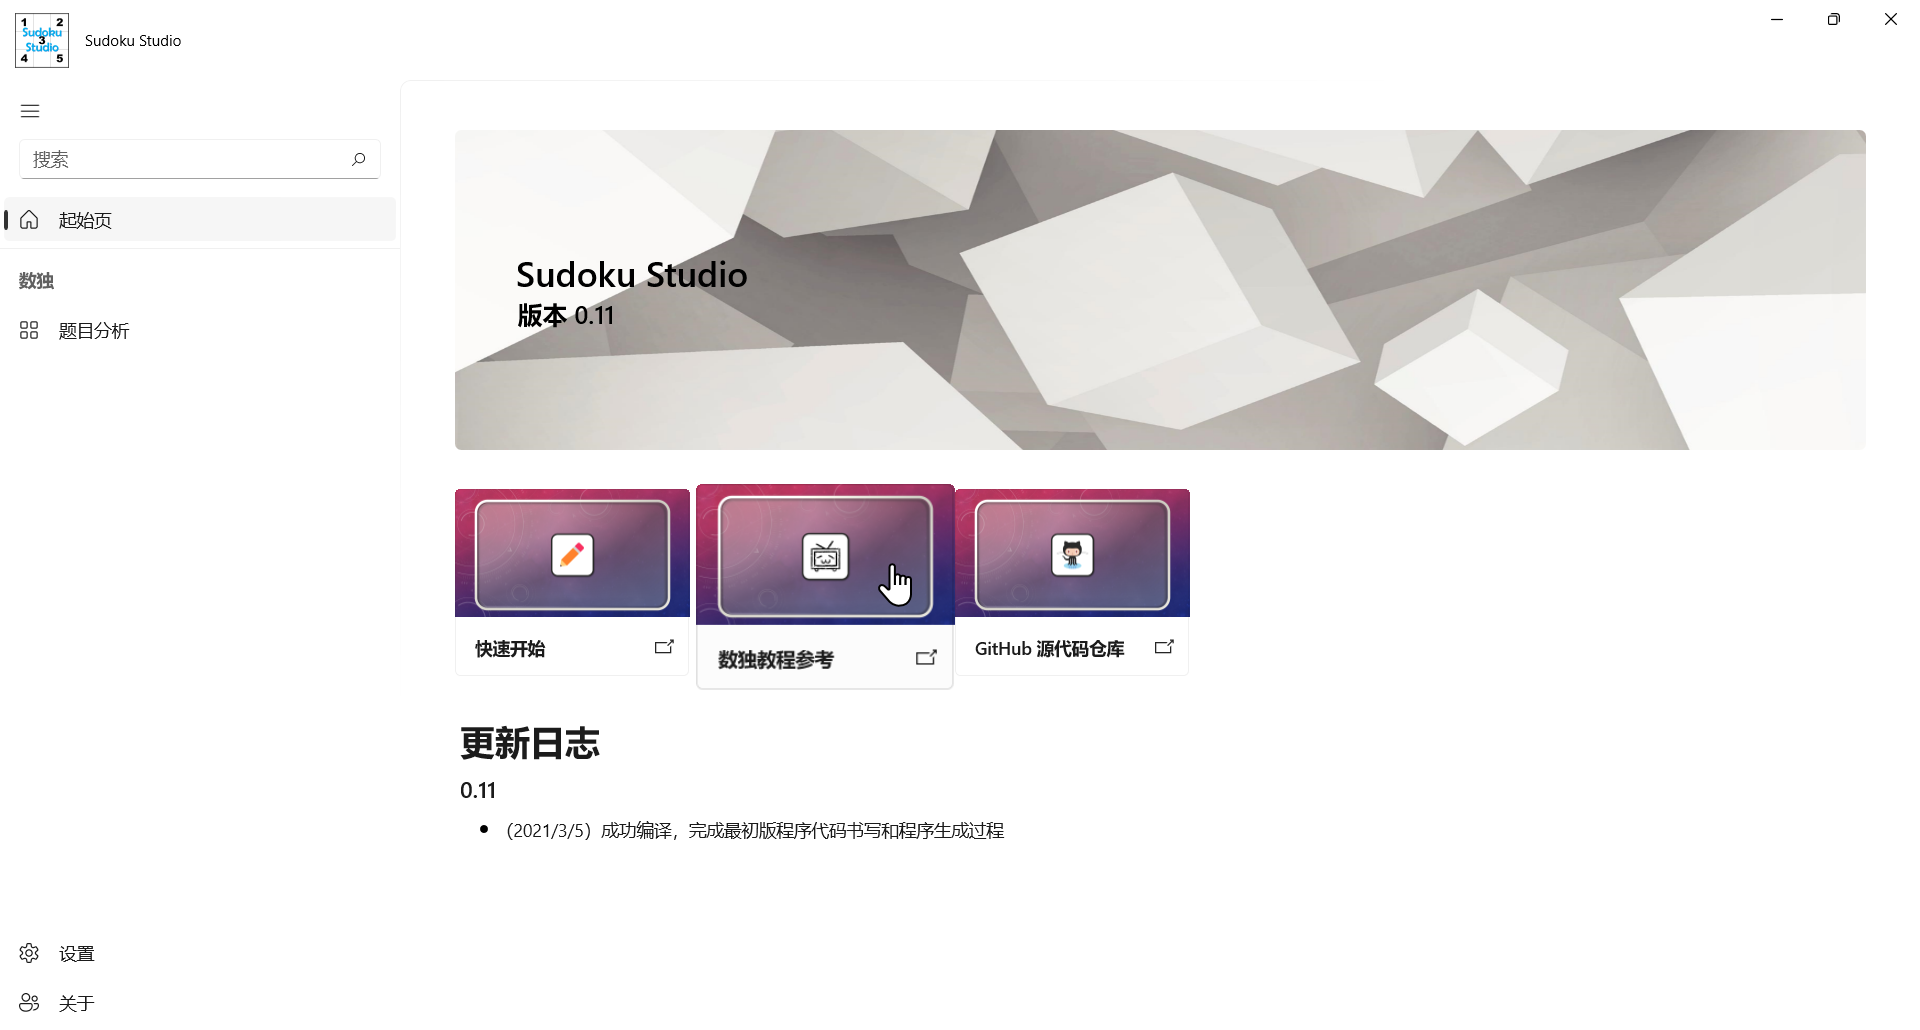 1 2
Sudoku
3
Studio
4 5
Sudoku Studio
搜索
起始页
数独
题目分析
设置
关于
Sudoku Studio
版本 0.11
快速开始
数独教程参考
GitHub 源代码仓库
更新日志
0.11
• （2021/3/5）成功编译，完成最初版程序代码书写和程序生成过程